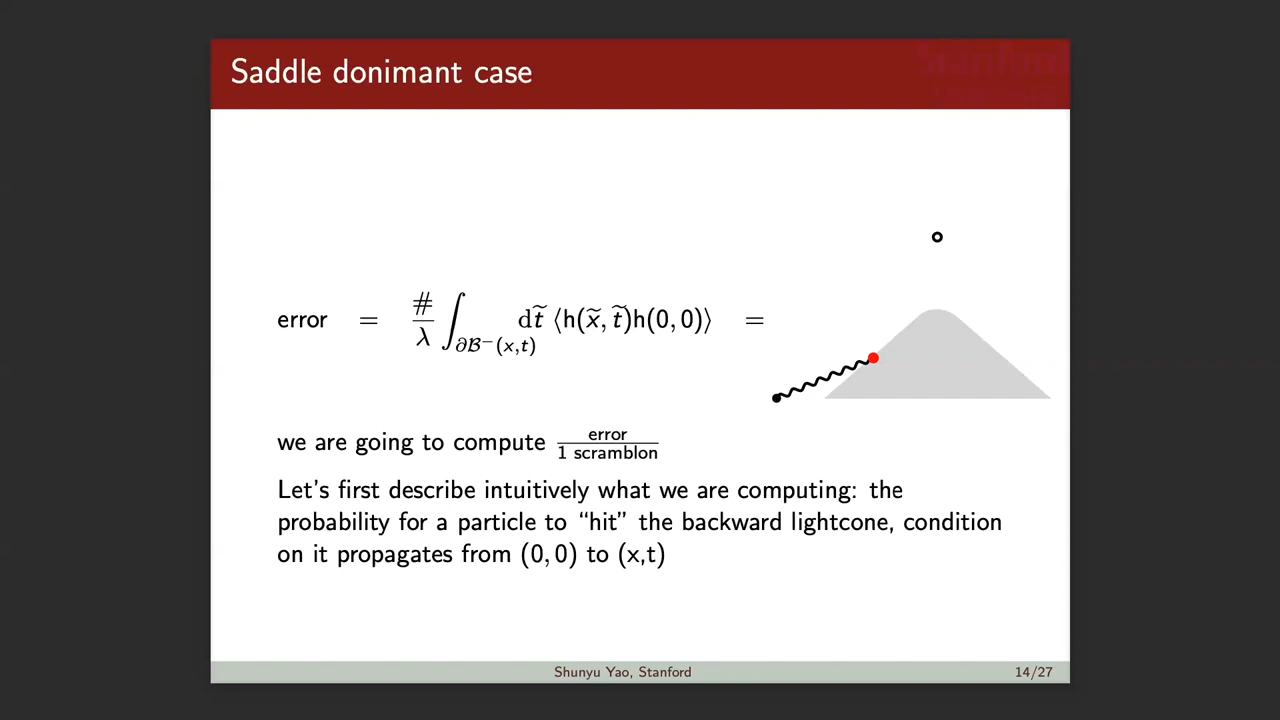 Saddle donimant case
error = #/λ ∫_{∂ℬ⁻(x,t)} dt̃ ⟨h(x̃, t̃)h(0, 0)⟩ =
we are going to compute error/1 scramblon
Let's first describe intuitively what we are computing: the
probability for a particle to “hit” the backward lightcone, condition
on it propagates from (0, 0) to (x,t)
Shunyu Yao, Stanford 14/27